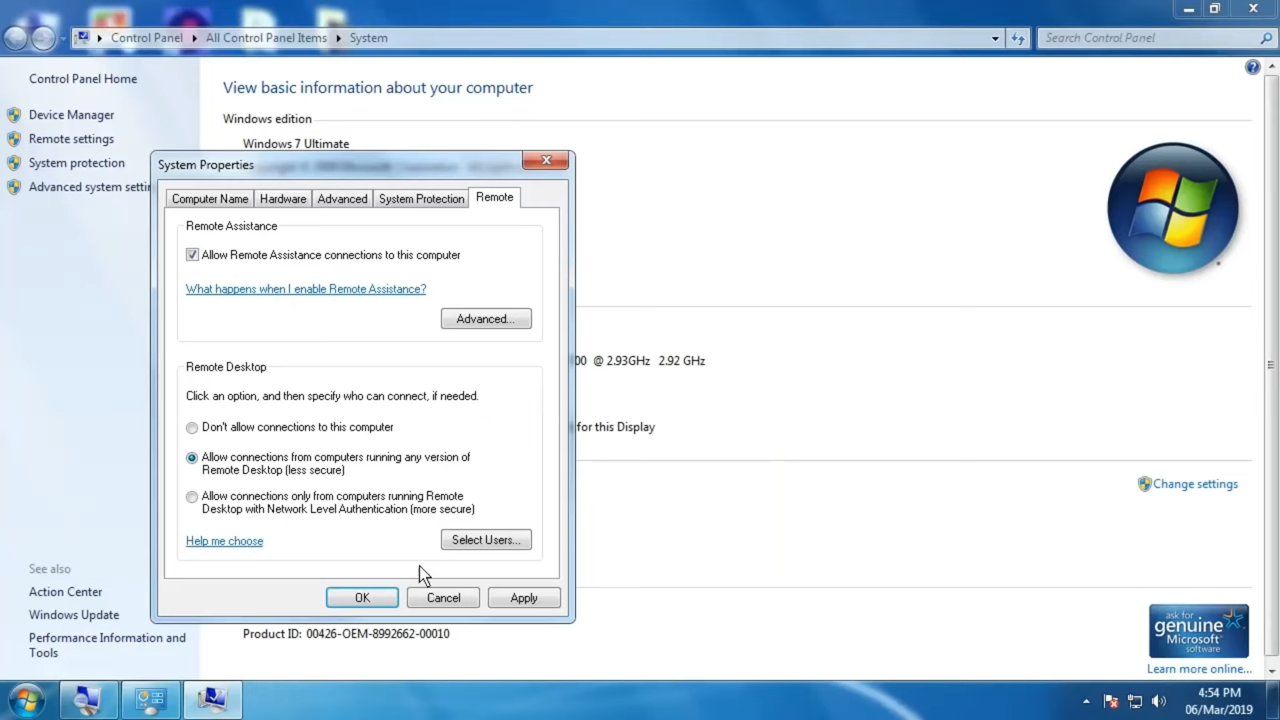 Control Panel
All Control Panel Items
System
Search Control Panel
Control Panel Home
Device Manager
Remote settings
System protection
Advanced system setti
View basic information about your computer
Windows edition
Windows 7 Ultimate
System Properties
Computer Name
Hardware
Advanced
System Protection
Remote
Remote Assistance
Allow Remote Assistance connections to this computer
What happens when I enable Remote Assistance?
Advanced...
Remote Desktop
Click an option, and then specify who can connect, if needed.
Don't allow connections to this computer
Allow connections from computers running any version of
Remote Desktop (less secure)
Allow connections only from computers running Remote
Desktop with Network Level Authentication (more secure)
Help me choose
Select Users...
OK
Cancel
Apply
00 @ 2.93GHz 2.92 GHz
for this Display
Change settings
See also
Action Center
Windows Update
Performance Information and
Tools
Product ID: 00426-OEM-8992662-00010
ask for
genuine
Microsoft
software
Learn more online...
4:54 PM
06/Mar/2019